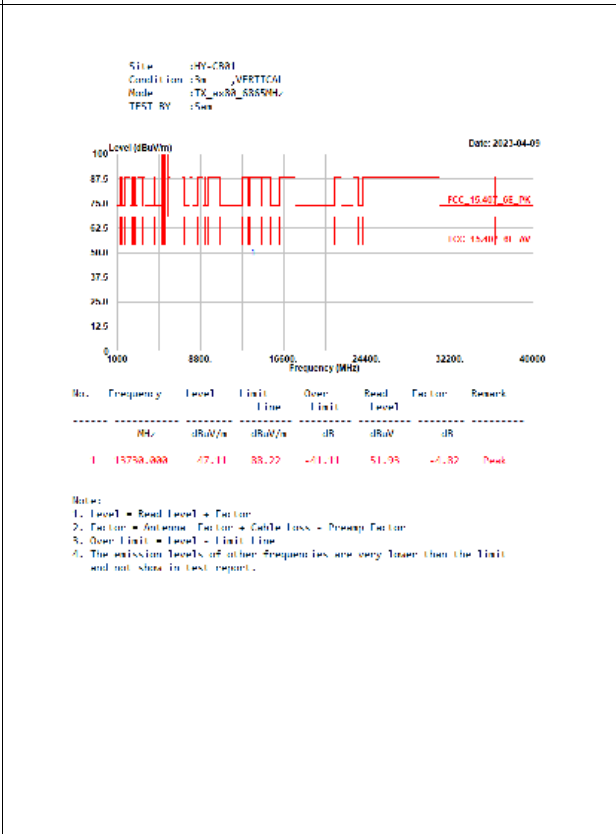 Site :HY-CB01
Condition :3m ,VERTICAL
Mode :TX_ax80_6865MHz
TEST BY :Sam
Level (dBuV/m)
Date: 2023-04-09
100
87.5
FCC_15.407_6E_PK
75.0
62.5
FCC_15.407_6E_AV
50.0
37.5
25.0
12.5
0
1000 8800. 16600. 24400. 32200. 40000
Frequency (MHz)
No. Frequency Level Limit Over Read Factor Remark
Line Limit Level
------ ----------- -------- -------- -------- -------- -------- --------
MHz dBuV/m dBuV/m dB dBuV dB
1 13730.000 47.11 88.22 -41.11 51.93 -4.82 Peak
Note:
1. Level = Read Level + Factor
2. Factor = Antenna Factor + Cable Loss - Preamp Factor
3. Over Limit = Level - Limit Line
4. The emission levels of other frequencies are very lower than the limit
and not show in test report.